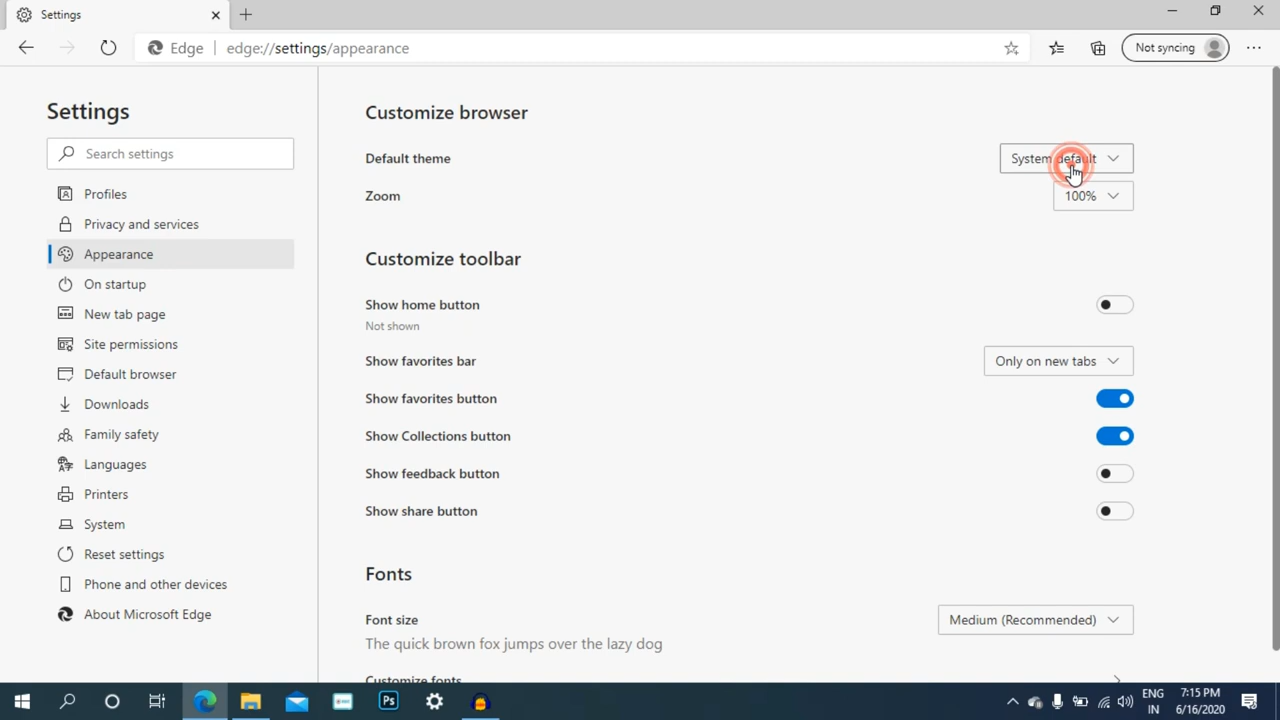 Settings
Edge
edge://settings/appearance
Not syncing
Settings
Search settings
Profiles
Privacy and services
Appearance
On startup
New tab page
Site permissions
Default browser
Downloads
Family safety
Languages
Printers
System
Reset settings
Phone and other devices
About Microsoft Edge
Customize browser
Default theme
System default
Zoom
100%
Customize toolbar
Show home button
Not shown
Show favorites bar
Only on new tabs
Show favorites button
Show Collections button
Show feedback button
Show share button
Fonts
Font size
Medium (Recommended)
The quick brown fox jumps over the lazy dog
Customize fonts
Ps
ENG
IN
7:15 PM
6/16/2020